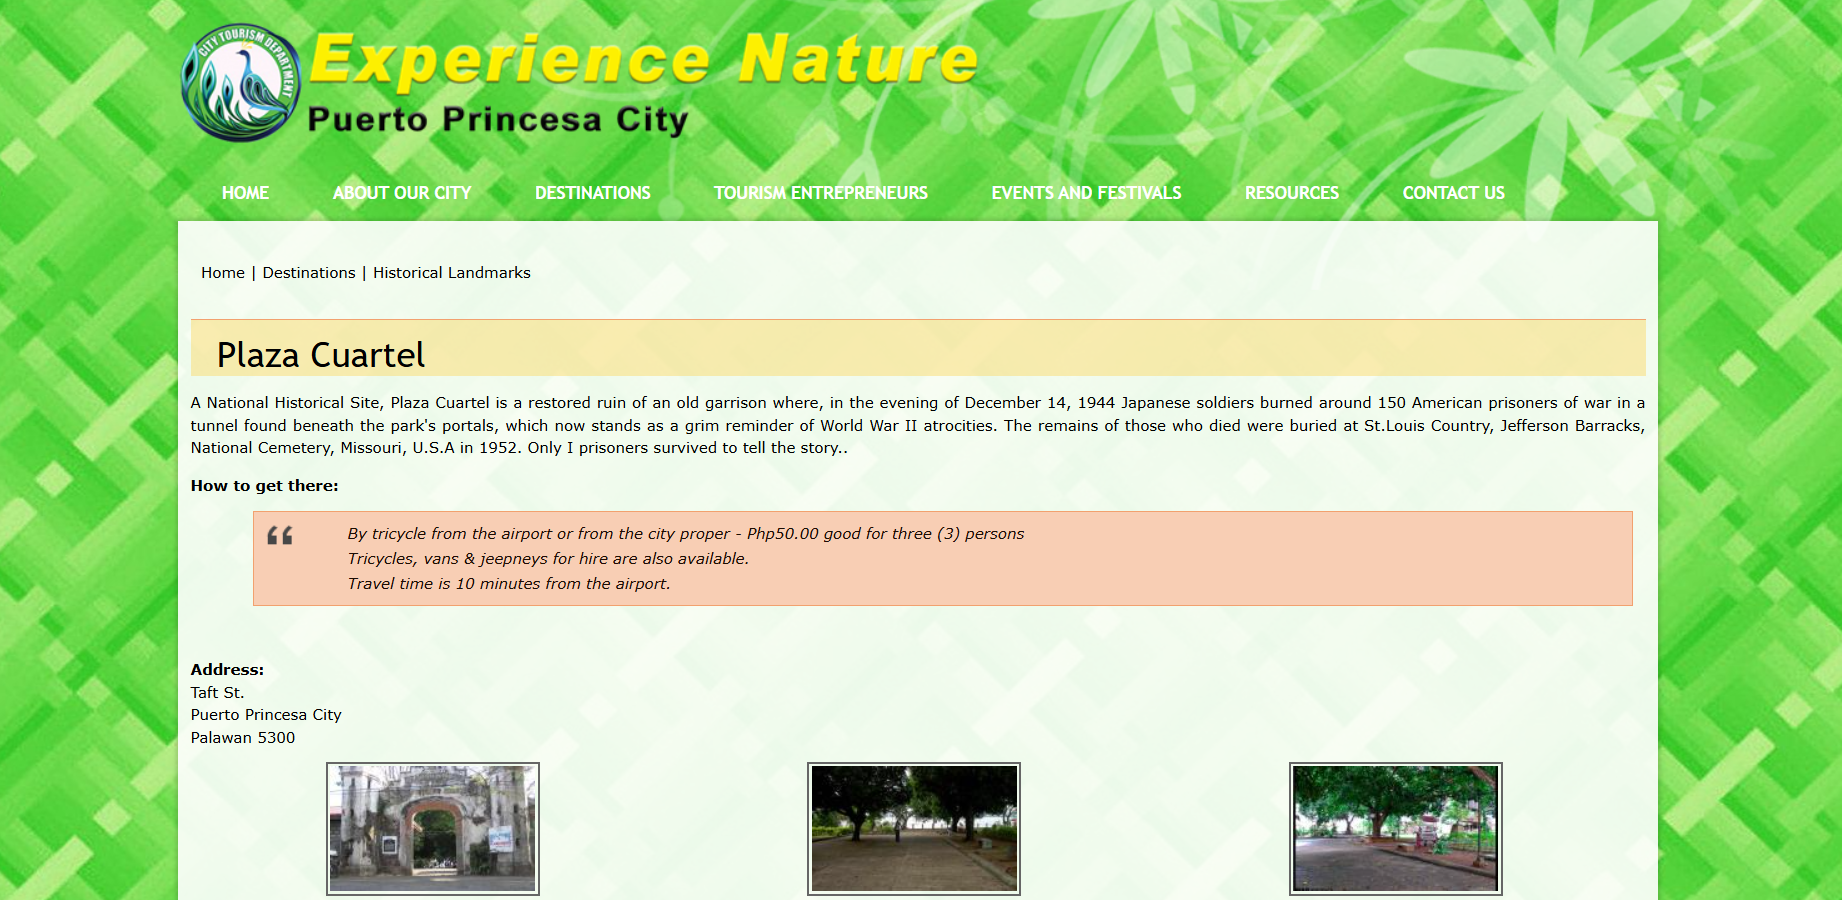 CITY TOURISM DEPARTMENT
Experience Nature
Puerto Princesa City
HOME ABOUT OUR CITY DESTINATIONS TOURISM ENTREPRENEURS EVENTS AND FESTIVALS RESOURCES CONTACT US
Home | Destinations | Historical Landmarks
Plaza Cuartel
A National Historical Site, Plaza Cuartel is a restored ruin of an old garrison where, in the evening of December 14, 1944 Japanese soldiers burned around 150 American prisoners of war in a
tunnel found beneath the park's portals, which now stands as a grim reminder of World War II atrocities. The remains of those who died were buried at St.Louis Country, Jefferson Barracks,
National Cemetery, Missouri, U.S.A in 1952. Only I prisoners survived to tell the story..
How to get there:
“
By tricycle from the airport or from the city proper - Php50.00 good for three (3) persons
Tricycles, vans & jeepneys for hire are also available.
Travel time is 10 minutes from the airport.
Address:
Taft St.
Puerto Princesa City
Palawan 5300